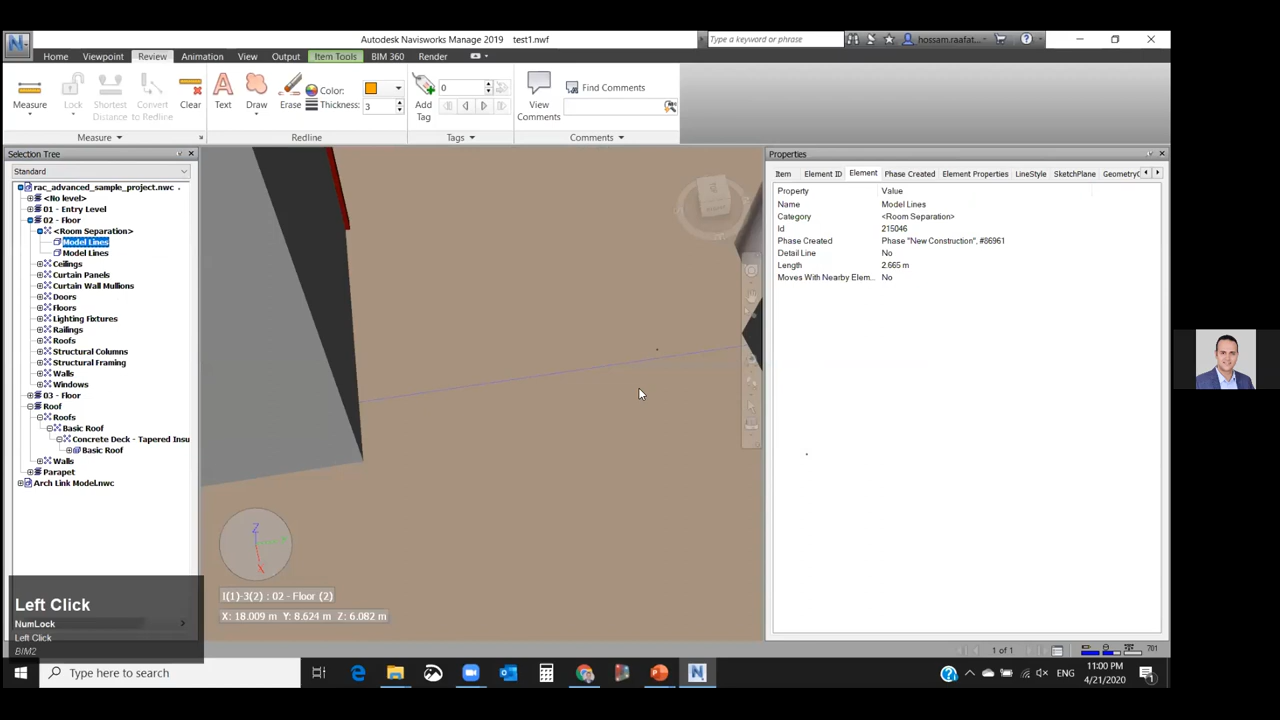 Autodesk Navisworks Manage 2019 test1.nwf
Type a keyword or phrase
hossam.raafat...
Home Viewpoint Review Animation View Output Item Tools BIM 360 Render
Measure
Lock
Shortest Distance
Convert to Redline
Clear
Text
Draw
Erase
Color:
Thickness: 3
Add Tag
0
View Comments
Find Comments
Measure
Redline
Tags
Comments
Selection Tree
Standard
rac_advanced_sample_project.nwc
<No level>
01 - Entry Level
02 - Floor
<Room Separation>
Model Lines
Model Lines
Ceilings
Curtain Panels
Curtain Wall Mullions
Doors
Floors
Lighting Fixtures
Railings
Roofs
Structural Columns
Structural Framing
Walls
Windows
03 - Floor
Roof
Roofs
Basic Roof
Concrete Deck - Tapered Insu
Basic Roof
Walls
Parapet
Arch Link Model.nwc
Z
X
I(1)-3(2) : 02 - Floor (2)
X: 18.009 m Y: 8.624 m Z: 6.082 m
Properties
Item Element ID Element Phase Created Element Properties LineStyle SketchPlane GeometryC
Property Value
Name Model Lines
Category <Room Separation>
Id 215046
Phase Created Phase "New Construction", #86961
Detail Line No
Length 2.665 m
Moves With Nearby Elem... No
Left Click
NumLock
Left Click
BIM2
1 of 1
701
Type here to search
ENG
11:00 PM
4/21/2020